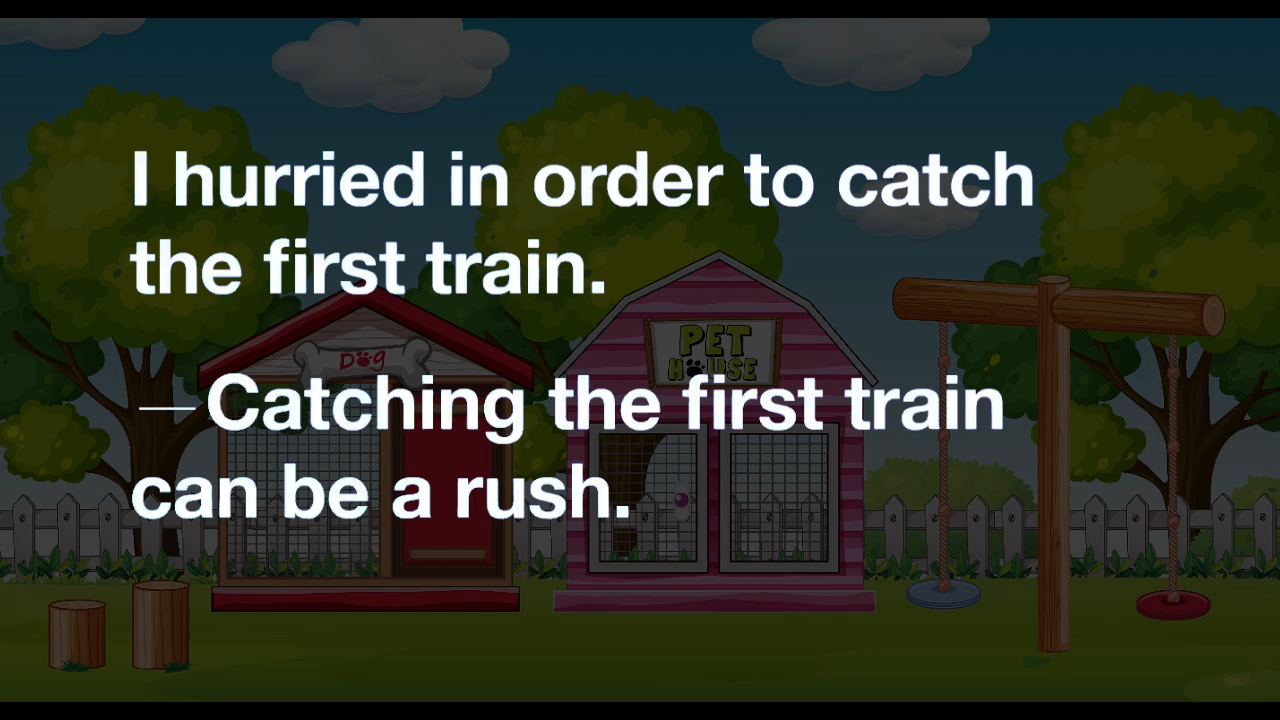 I hurried in order to catch
the first train.
Dog
PET
HOUSE
—Catching the first train
can be a rush.